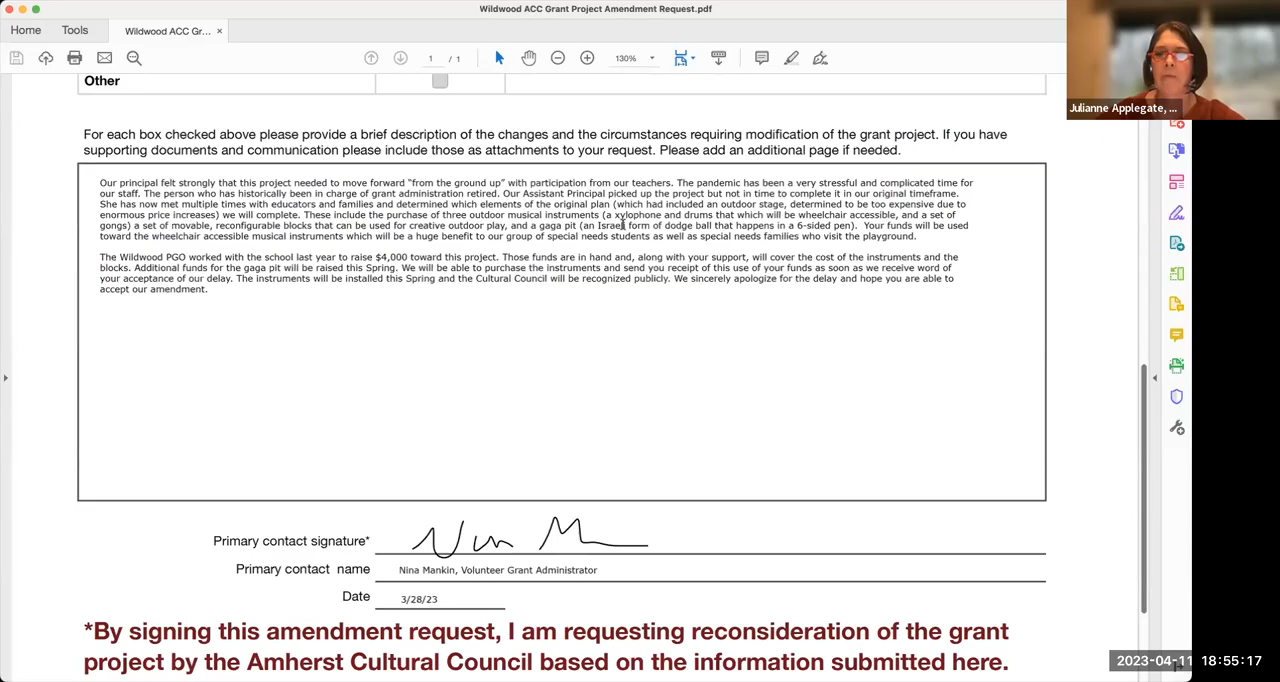 Wildwood ACC Grant Project Amendment Request.pdf
Home Tools Wildwood ACC Gr... ×
1 / 1 130%
Julianne Applegate, ...
Other
For each box checked above please provide a brief description of the changes and the circumstances requiring modification of the grant project. If you have
supporting documents and communication please include those as attachments to your request. Please add an additional page if needed.
Our principal felt strongly that this project needed to move forward "from the ground up" with participation from our teachers. The pandemic has been a very stressful and complicated time for
our staff. The person who has historically been in charge of grant administration retired. Our Assistant Principal picked up the project but not in time to complete it in our original timeframe.
She has now met multiple times with educators and families and determined which elements of the original plan (which had included an outdoor stage, determined to be too expensive due to
enormous price increases) we will complete. These include the purchase of three outdoor musical instruments (a xylophone and drums that which will be wheelchair accessible, and a set of
gongs) a set of movable, reconfigurable blocks that can be used for creative outdoor play, and a gaga pit (an Israeli form of dodge ball that happens in a 6-sided pen). Your funds will be used
toward the wheelchair accessible musical instruments which will be a huge benefit to our group of special needs students as well as special needs families who visit the playground.
The Wildwood PGO worked with the school last year to raise $4,000 toward this project. Those funds are in hand and, along with your support, will cover the cost of the instruments and the
blocks. Additional funds for the gaga pit will be raised this Spring. We will be able to purchase the instruments and send you receipt of this use of your funds as soon as we receive word of
your acceptance of our delay. The instruments will be installed this Spring and the Cultural Council will be recognized publicly. We sincerely apologize for the delay and hope you are able to
accept our amendment.
Primary contact signature*
Primary contact name Nina Mankin, Volunteer Grant Administrator
Date 3/28/23
*By signing this amendment request, I am requesting reconsideration of the grant
project by the Amherst Cultural Council based on the information submitted here.
2023-04-11 18:55:17